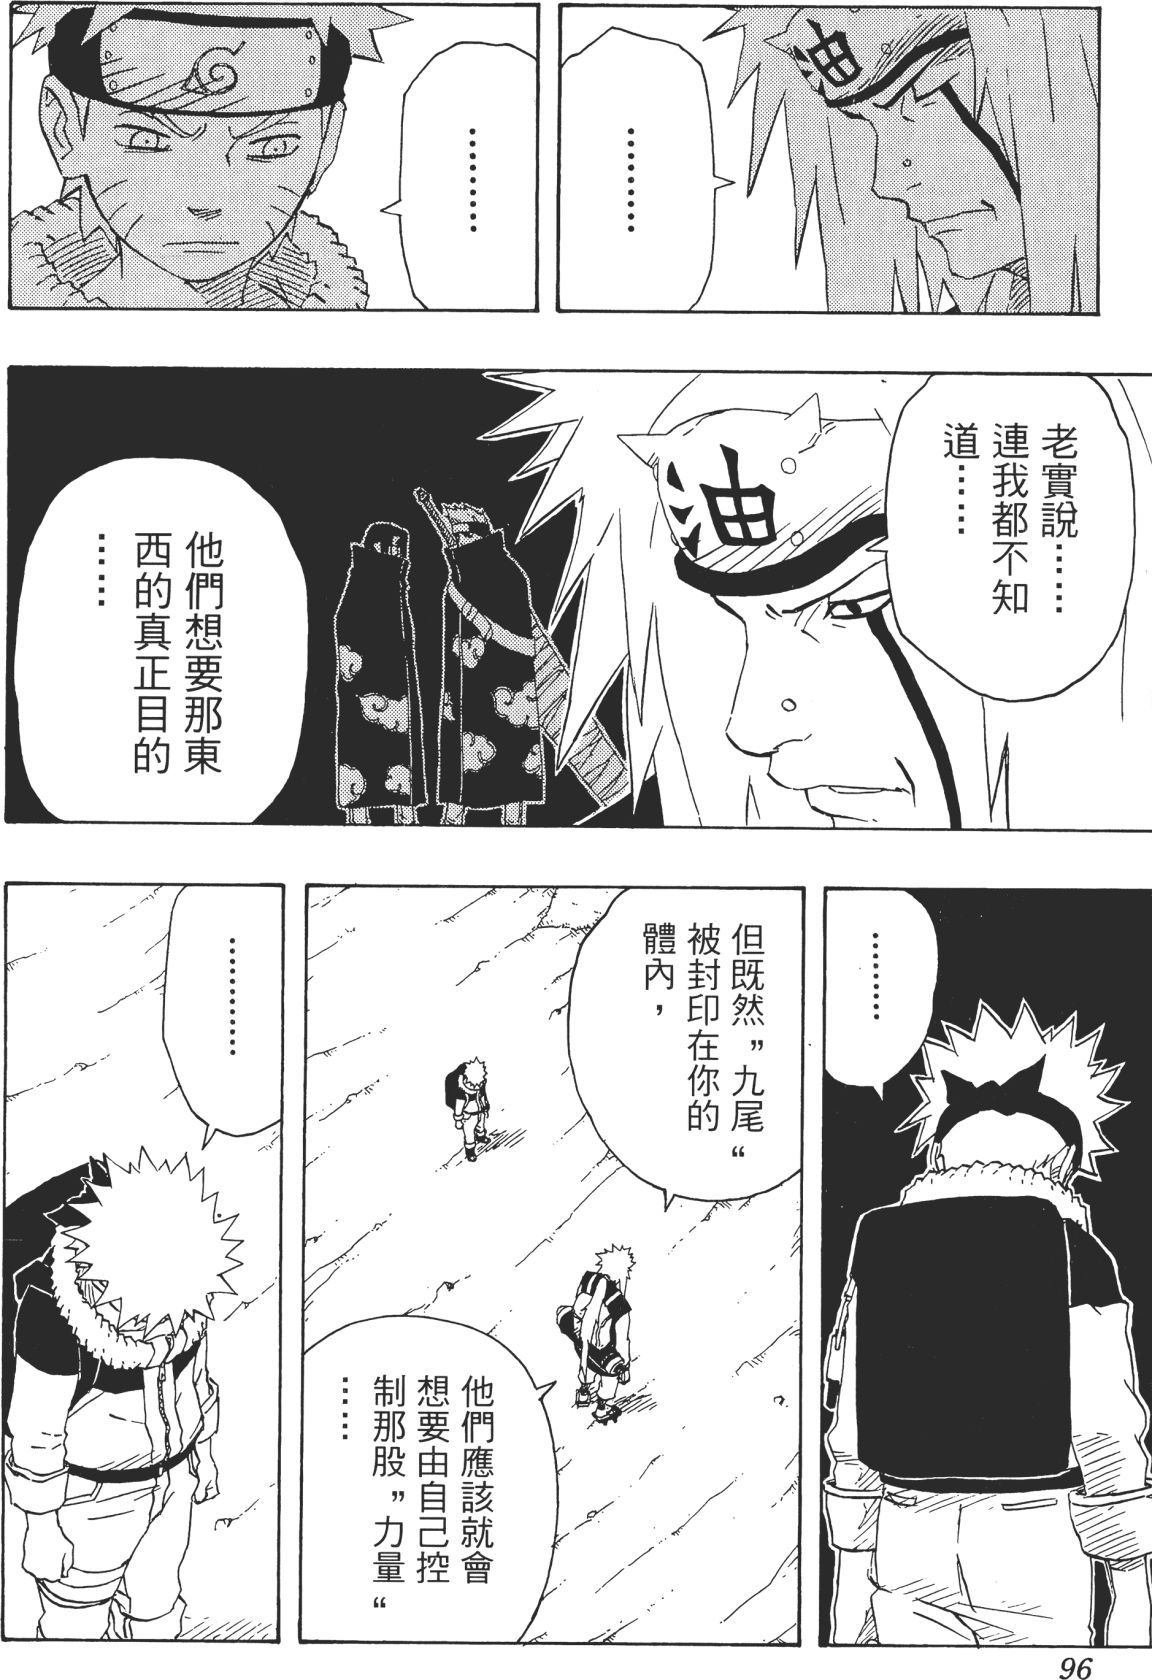 ………
………
老實說……
連我都不知
道……
他們想要那東
西的真正目的
……
………
但既然”九尾“
被封印在你的
體內，
他們應該就會
想要由自己控
制那股”力量“
……
………
96